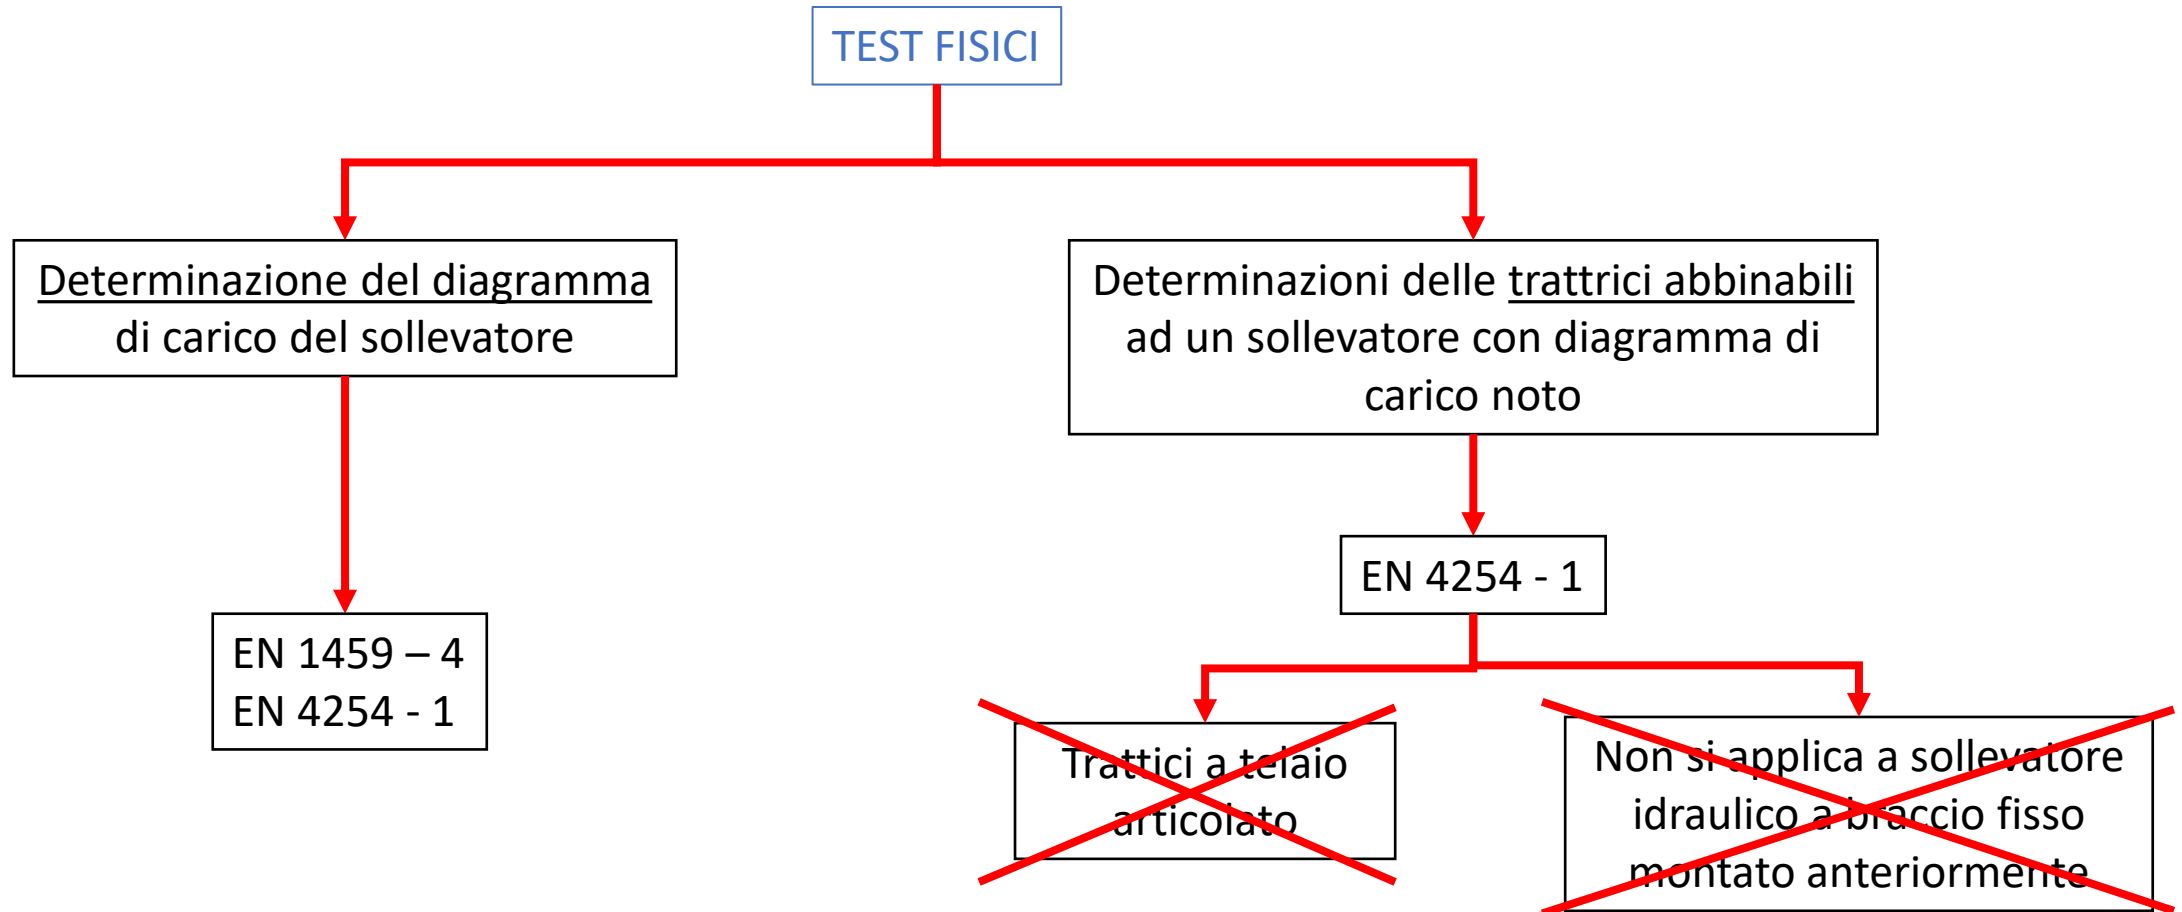 TEST FISICI
Determinazione del diagramma
di carico del sollevatore
Determinazioni delle trattrici abbinabili
ad un sollevatore con diagramma di
carico noto
EN 4254 - 1
EN 1459 – 4
EN 4254 - 1
Trattici a telaio
articolato
Non si applica a sollevatore
idraulico a braccio fisso
montato anteriormente